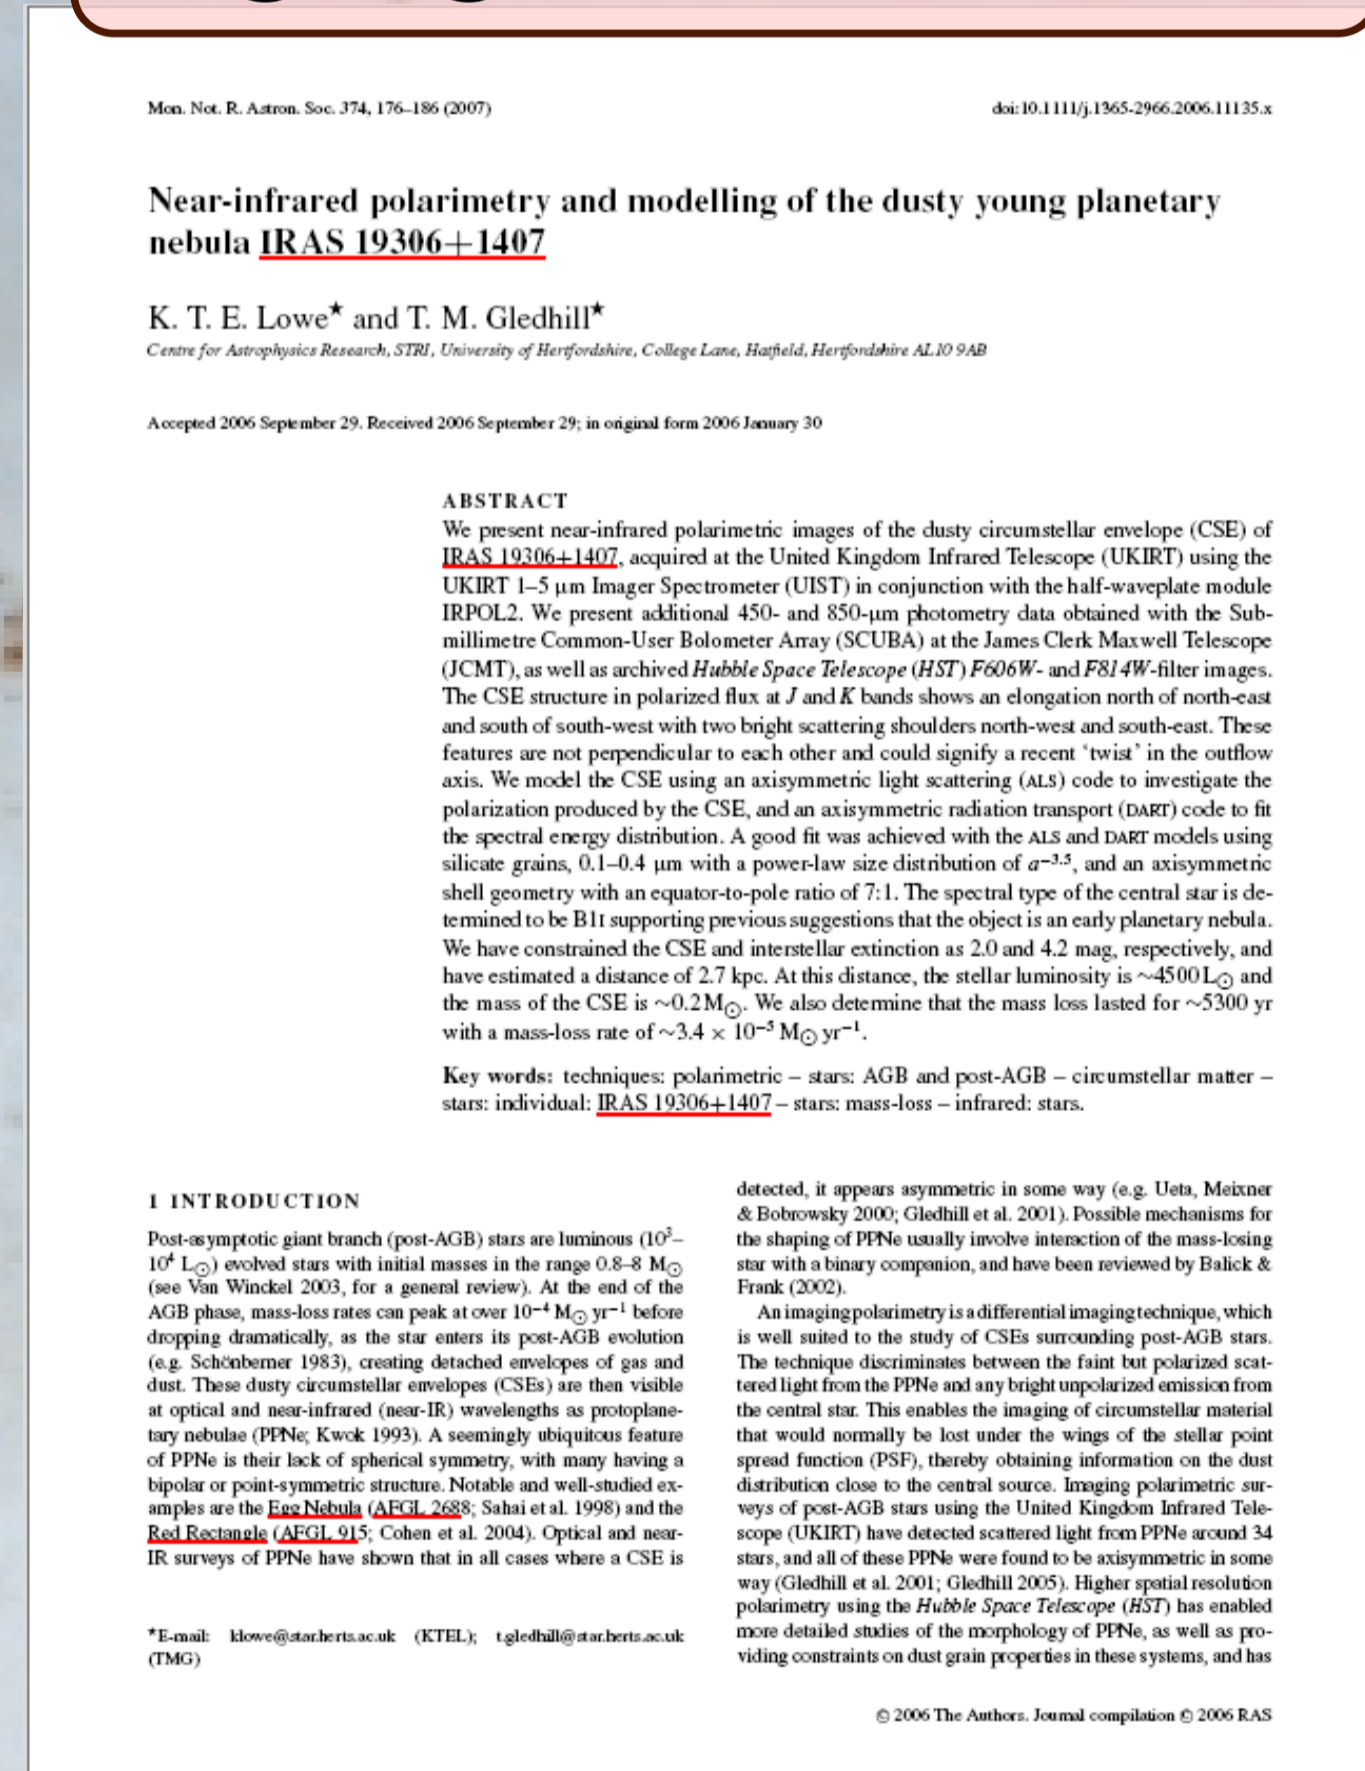 Mon. Not. R. Astron. Soc. 374, 176–186 (2007)
doi:10.1111/j.1365-2966.2006.11135.x
Near-infrared polarimetry and modelling of the dusty young planetary
nebula IRAS 19306+1407
K. T. E. Lowe★ and T. M. Gledhill★
Centre for Astrophysics Research, STRI, University of Hertfordshire, College Lane, Hatfield, Hertfordshire AL10 9AB
Accepted 2006 September 29. Received 2006 September 29; in original form 2006 January 30
ABSTRACT
We present near-infrared polarimetric images of the dusty circumstellar envelope (CSE) of
IRAS 19306+1407, acquired at the United Kingdom Infrared Telescope (UKIRT) using the
UKIRT 1–5 μm Imager Spectrometer (UIST) in conjunction with the half-waveplate module
IRPOL2. We present additional 450- and 850-μm photometry data obtained with the Sub-
millimetre Common-User Bolometer Array (SCUBA) at the James Clerk Maxwell Telescope
(JCMT), as well as archived Hubble Space Telescope (HST) F606W- and F814W-filter images.
The CSE structure in polarized flux at J and K bands shows an elongation north of north-east
and south of south-west with two bright scattering shoulders north-west and south-east. These
features are not perpendicular to each other and could signify a recent ‘twist’ in the outflow
axis. We model the CSE using an axisymmetric light scattering (ALS) code to investigate the
polarization produced by the CSE, and an axisymmetric radiation transport (DART) code to fit
the spectral energy distribution. A good fit was achieved with the ALS and DART models using
silicate grains, 0.1–0.4 μm with a power-law size distribution of a⁻³·⁵, and an axisymmetric
shell geometry with an equator-to-pole ratio of 7:1. The spectral type of the central star is de-
termined to be B1I supporting previous suggestions that the object is an early planetary nebula.
We have constrained the CSE and interstellar extinction as 2.0 and 4.2 mag, respectively, and
have estimated a distance of 2.7 kpc. At this distance, the stellar luminosity is ~4500 L⊙ and
the mass of the CSE is ~0.2 M⊙. We also determine that the mass loss lasted for ~5300 yr
with a mass-loss rate of ~3.4 × 10⁻⁵ M⊙ yr⁻¹.
Key words: techniques: polarimetric – stars: AGB and post-AGB – circumstellar matter –
stars: individual: IRAS 19306+1407 – stars: mass-loss – infrared: stars.
1 INTRODUCTION
Post-asymptotic giant branch (post-AGB) stars are luminous (10³–
10⁴ L⊙) evolved stars with initial masses in the range 0.8–8 M⊙
(see Van Winckel 2003, for a general review). At the end of the
AGB phase, mass-loss rates can peak at over 10⁻⁴ M⊙ yr⁻¹ before
dropping dramatically, as the star enters its post-AGB evolution
(e.g. Schönberner 1983), creating detached envelopes of gas and
dust. These dusty circumstellar envelopes (CSEs) are then visible
at optical and near-infrared (near-IR) wavelengths as protoplane-
tary nebulae (PPNe; Kwok 1993). A seemingly ubiquitous feature
of PPNe is their lack of spherical symmetry, with many having a
bipolar or point-symmetric structure. Notable and well-studied ex-
amples are the Egg Nebula (AFGL 2688; Sahai et al. 1998) and the
Red Rectangle (AFGL 915; Cohen et al. 2004). Optical and near-
IR surveys of PPNe have shown that in all cases where a CSE is
★E-mail: klowe@star.herts.ac.uk (KTEL); t.gledhill@star.herts.ac.uk
(TMG)
detected, it appears asymmetric in some way (e.g. Ueta, Meixner
& Bobrowsky 2000; Gledhill et al. 2001). Possible mechanisms for
the shaping of PPNe usually involve interaction of the mass-losing
star with a binary companion, and have been reviewed by Balick &
Frank (2002).
An imaging polarimetry is a differential imaging technique, which
is well suited to the study of CSEs surrounding post-AGB stars.
The technique discriminates between the faint but polarized scat-
tered light from the PPNe and any bright unpolarized emission from
the central star. This enables the imaging of circumstellar material
that would normally be lost under the wings of the stellar point
spread function (PSF), thereby obtaining information on the dust
distribution close to the central source. Imaging polarimetric sur-
veys of post-AGB stars using the United Kingdom Infrared Tele-
scope (UKIRT) have detected scattered light from PPNe around 34
stars, and all of these PPNe were found to be axisymmetric in some
way (Gledhill et al. 2001; Gledhill 2005). Higher spatial resolution
polarimetry using the Hubble Space Telescope (HST) has enabled
more detailed studies of the morphology of PPNe, as well as pro-
viding constraints on dust grain properties in these systems, and has
© 2006 The Authors. Journal compilation © 2006 RAS